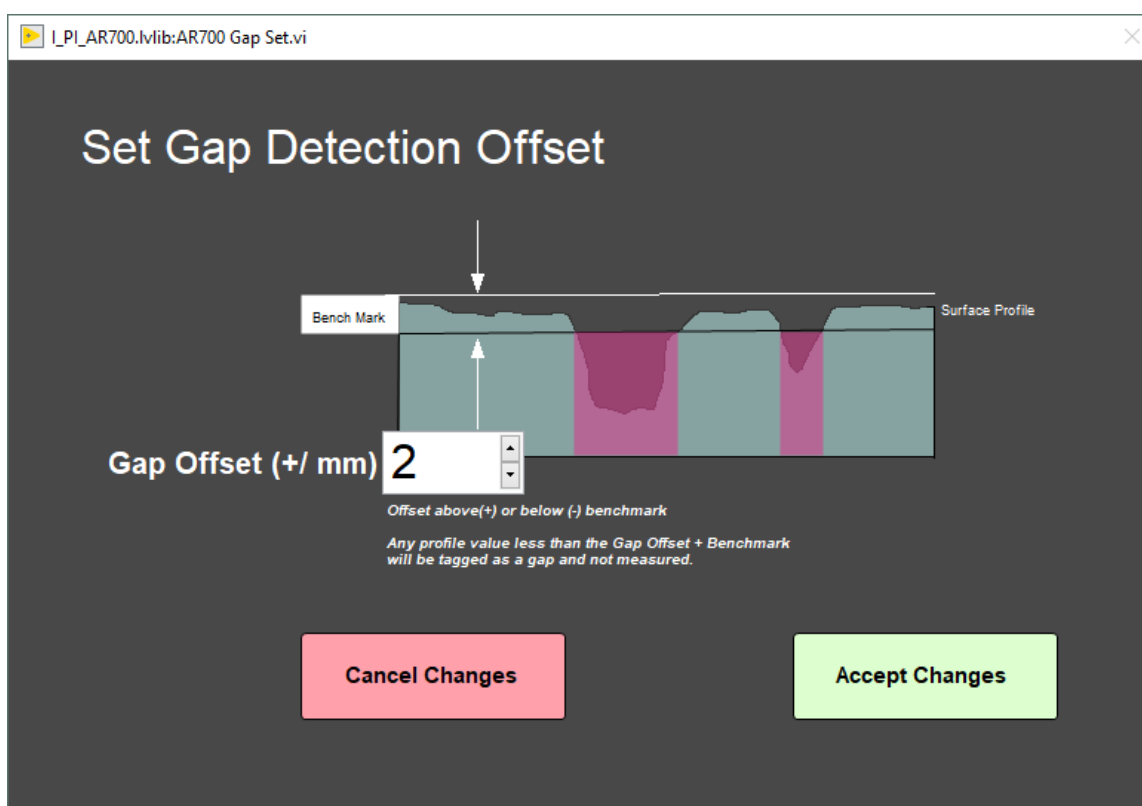 I_PI_AR700.lvlib:AR700 Gap Set.vi
Set Gap Detection Offset
Bench Mark
Surface Profile
Gap Offset (+/ mm)
2
Offset above(+) or below (-) benchmark
Any profile value less than the Gap Offset + Benchmark
will be tagged as a gap and not measured.
Cancel Changes
Accept Changes